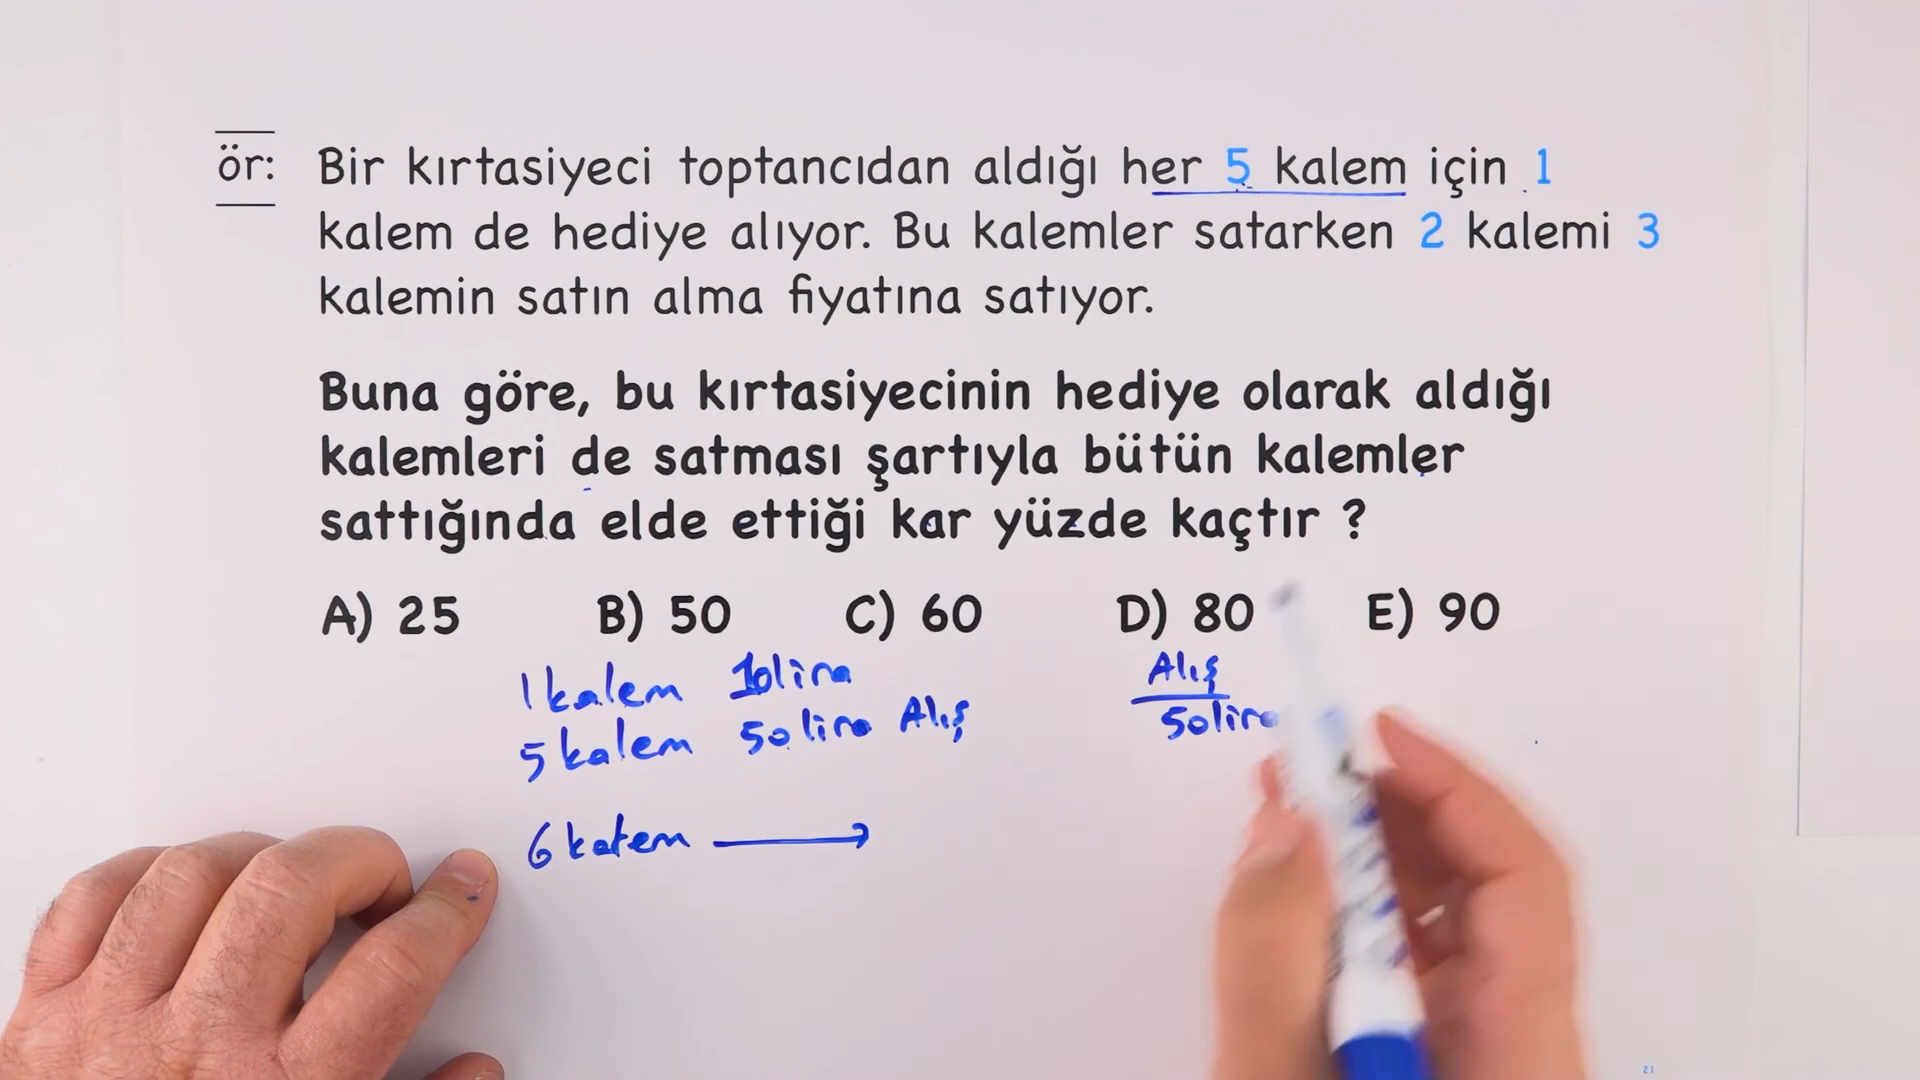 ör: Bir kırtasiyeci toptancıdan aldığı her 5 kalem için 1
kalem de hediye alıyor. Bu kalemler satarken 2 kalemi 3
kalemin satın alma fiyatına satıyor.
Buna göre, bu kırtasiyecinin hediye olarak aldığı
kalemleri de satması şartıyla bütün kalemler
sattığında elde ettiği kar yüzde kaçtır ?
A) 25 B) 50 C) 60 D) 80 E) 90
1 kalem 10 lira
5 kalem 50 lira Alış
6 kalem
Alış
50 lira
21